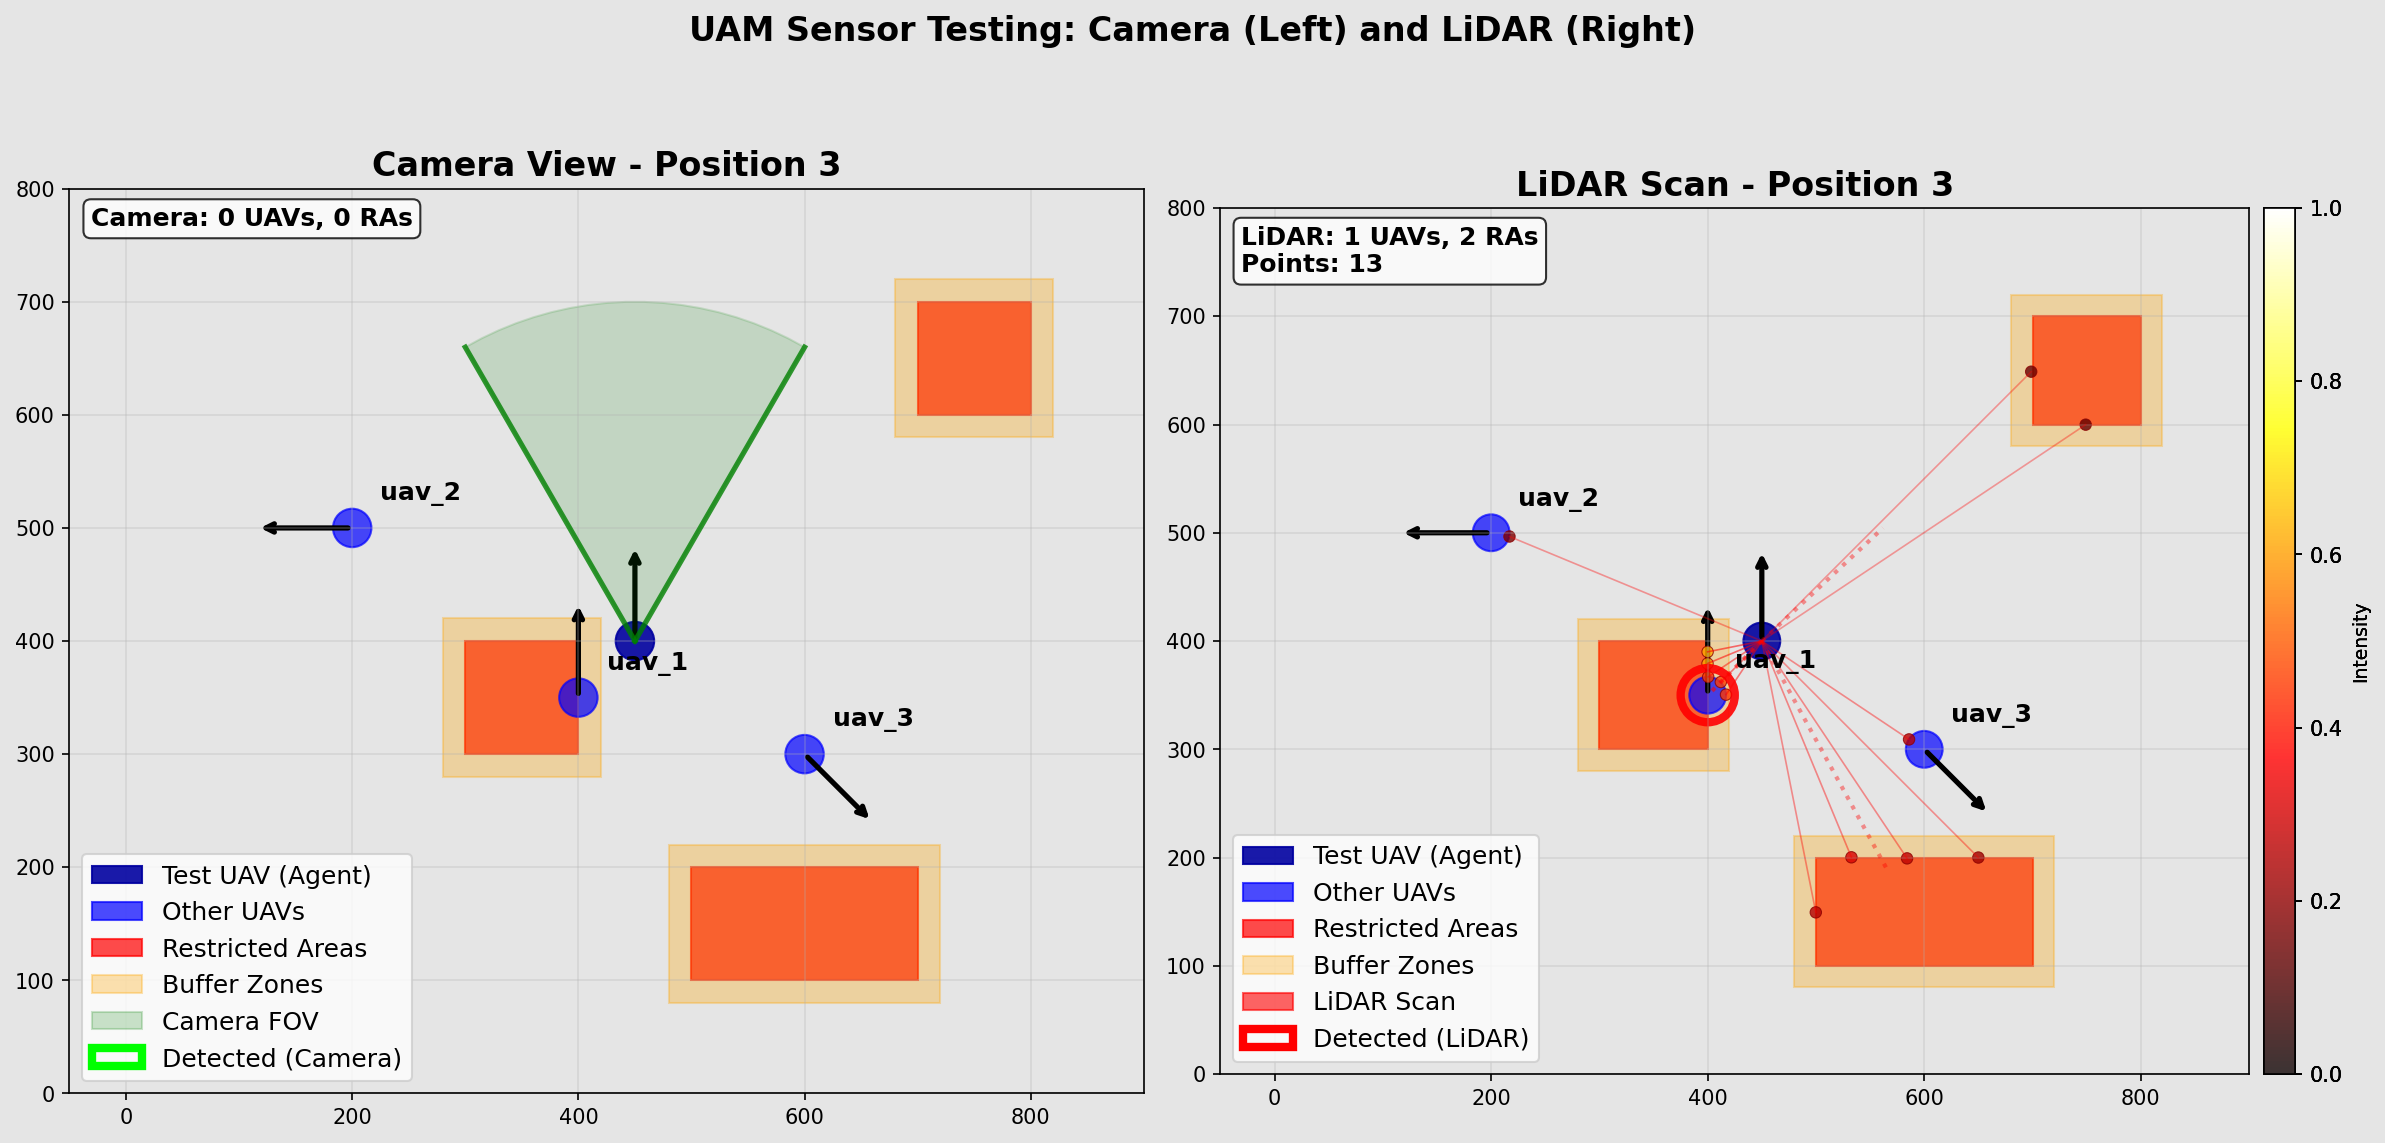 UAM Sensor Testing: Camera (Left) and LiDAR (Right)
Camera View - Position 3
800
700
600
500
400
300
200
100
0
0
200
400
600
800
Camera: 0 UAVs, 0 RAs
uav_2
uav_1
uav_3
Test UAV (Agent)
Other UAVs
Restricted Areas
Buffer Zones
Camera FOV
Detected (Camera)
LiDAR Scan - Position 3
800
700
600
500
400
300
200
100
0
0
200
400
600
800
LiDAR: 1 UAVs, 2 RAs
Points: 13
uav_2
uav_1
uav_3
Test UAV (Agent)
Other UAVs
Restricted Areas
Buffer Zones
LiDAR Scan
Detected (LiDAR)
1.0
0.8
0.6
0.4
0.2
0.0
Intensity